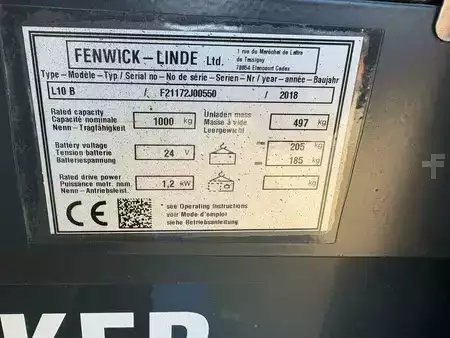 FENWICK–LINDE Ltd.
1 rue du Maréchal de Lattre
de Tassigny
78854 Elancourt Cedex
Type – Modèle – Typ / Serial no – No de série – Serien – Nr / year – année – Baujahr
L10 B / F21172J00550 / 2018
Rated capacity
Capacité nominale 1000 kg
Nenn – Tragfähigkeit
Unladen mass
Masse à vide 497 kg
Leergewicht
Battery voltage
Tension batterie 24 V
Batteriespannung
205 kg
185 kg
Rated drive power
Puissance motr. nom. 1,2 kW
Nenn – Antriebsleist.
kg
CE
* see Operating instructions
voir Mode d'emploi
siehe Betriebsanleitung
KER